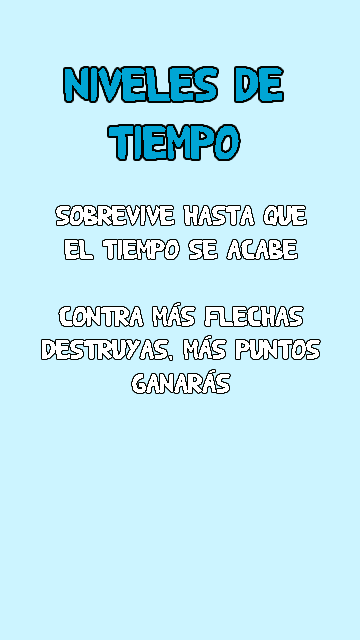 NIVELES DE
TIEMPO
SOBREVIVE HASTA QUE
EL TIEMPO SE ACABE
CONTRA MÁS FLECHAS
DESTRUYAS, MÁS PUNTOS
GANARÁS